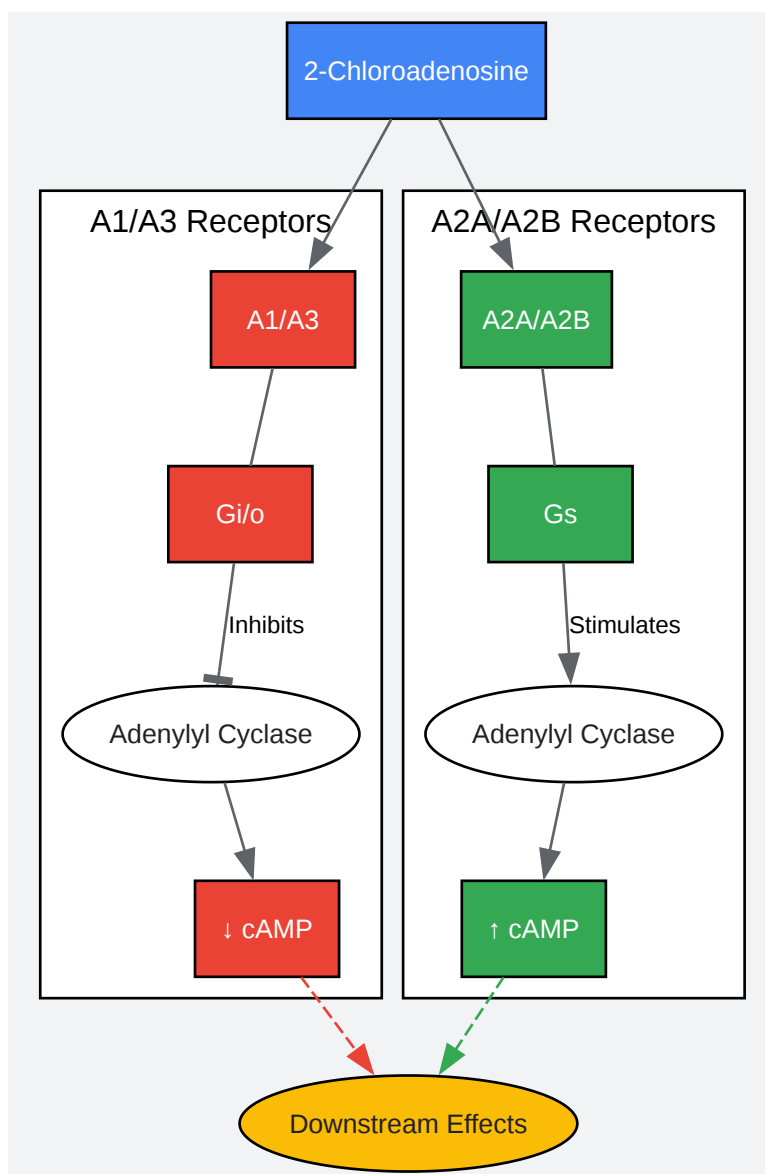 2-Chloroadenosine
A1/A3 Receptors
A2A/A2B Receptors
A1/A3
A2A/A2B
Gi/o
Gs
Inhibits
Stimulates
Adenylyl Cyclase
Adenylyl Cyclase
↓ cAMP
↑ cAMP
Downstream Effects